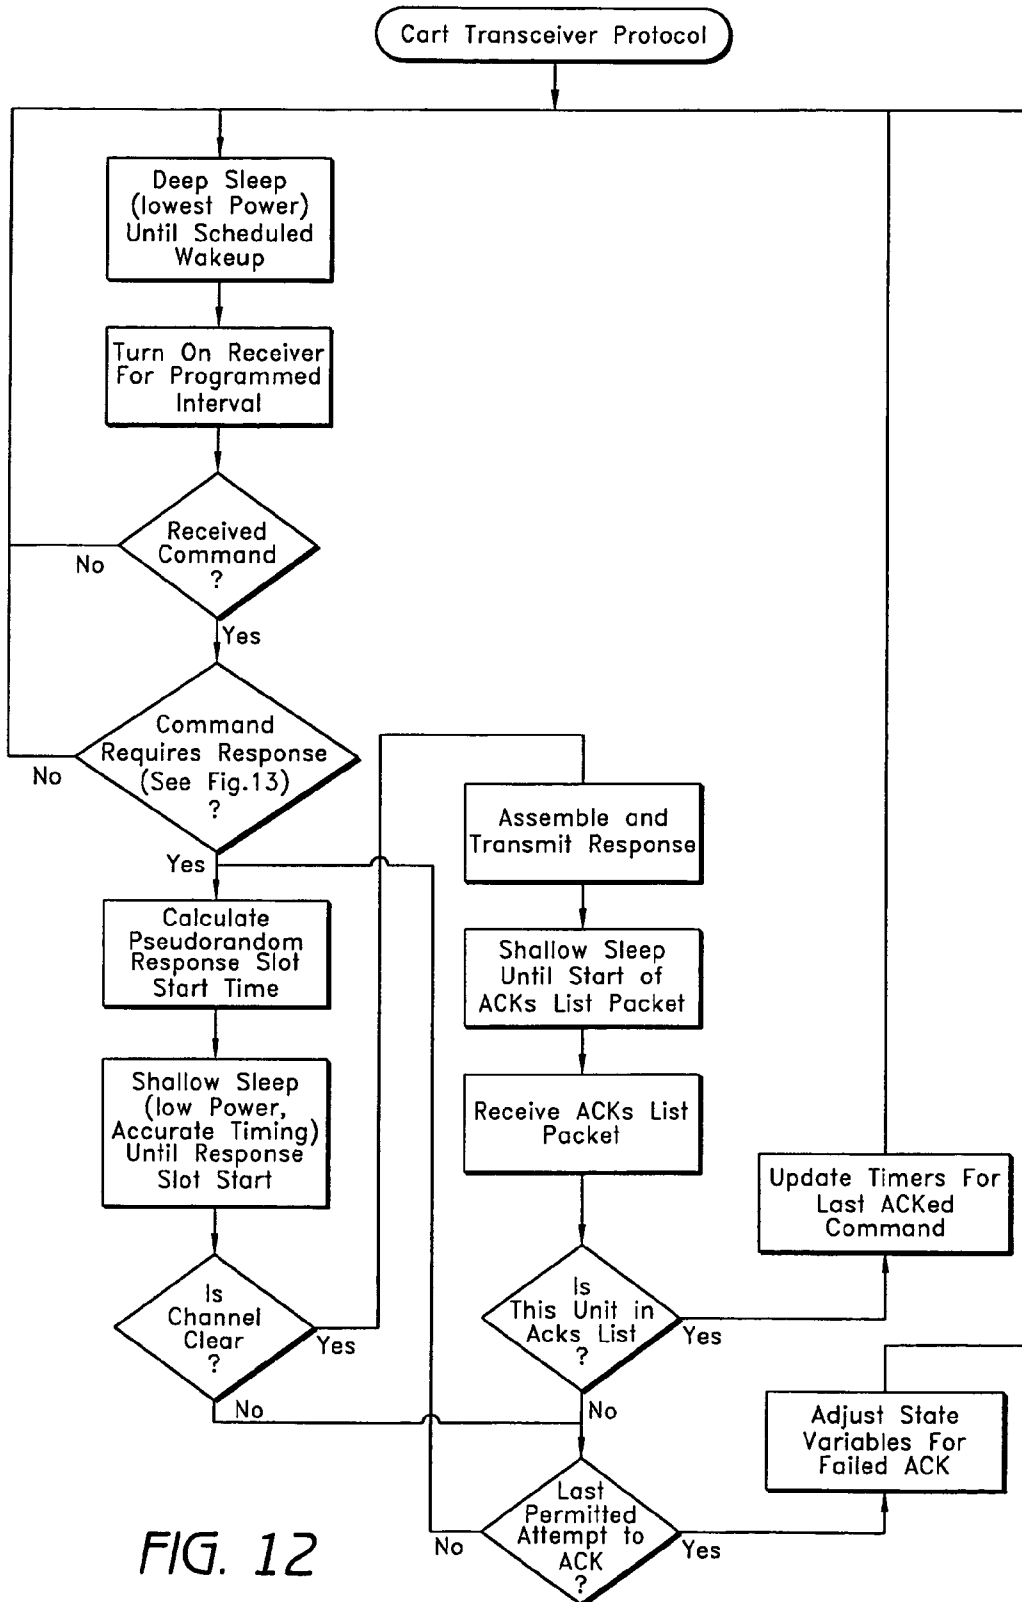 Cart Transceiver Protocol
Deep Sleep
(lowest Power)
Until Scheduled
Wakeup
Turn On Receiver
For Programmed
Interval
Received
Command
?
No
Yes
Command
Requires Response
(See Fig.13)
?
No
Yes
Calculate
Pseudorandom
Response Slot
Start Time
Shallow Sleep
(low Power,
Accurate Timing)
Until Response
Slot Start
Is
Channel
Clear
?
Yes
No
Assemble and
Transmit Response
Shallow Sleep
Until Start of
ACKs List Packet
Receive ACKs List
Packet
Is
This Unit in
Acks List
?
Yes
No
Update Timers For
Last ACKed
Command
Last
Permitted
Attempt to
ACK
?
No
Yes
Adjust State
Variables For
Failed ACK
FIG. 12